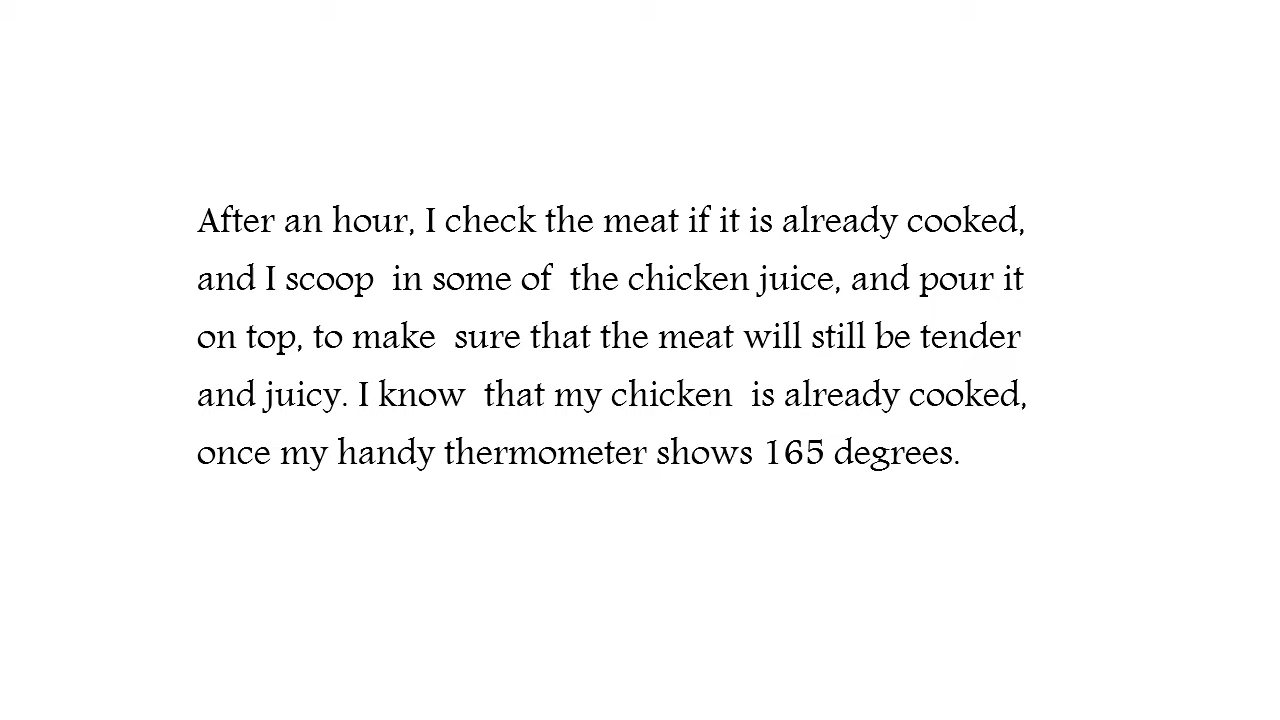 After an hour, I check the meat if it is already cooked,
and I scoop  in some of  the chicken juice, and pour it
on top, to make  sure that the meat will still be tender
and juicy. I know  that my chicken  is already cooked,
once my handy thermometer shows 165 degrees.